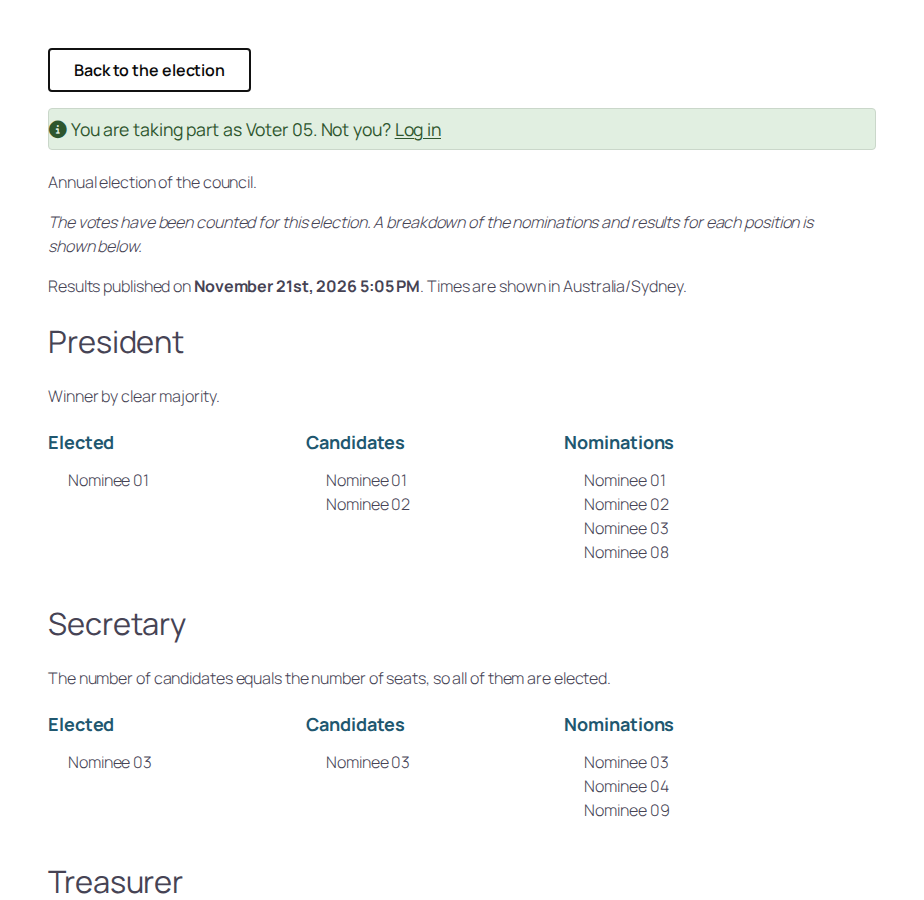 Back to the election
You are taking part as Voter 05. Not you? Log in
Annual election of the council.
The votes have been counted for this election. A breakdown of the nominations and results for each position is
shown below.
Results published on November 21st, 2026 5:05 PM. Times are shown in Australia/Sydney.
President
Winner by clear majority.
Elected
Nominee 01
Candidates
Nominee 01
Nominee 02
Nominations
Nominee 01
Nominee 02
Nominee 03
Nominee 08
Secretary
The number of candidates equals the number of seats, so all of them are elected.
Elected
Nominee 03
Candidates
Nominee 03
Nominations
Nominee 03
Nominee 04
Nominee 09
Treasurer